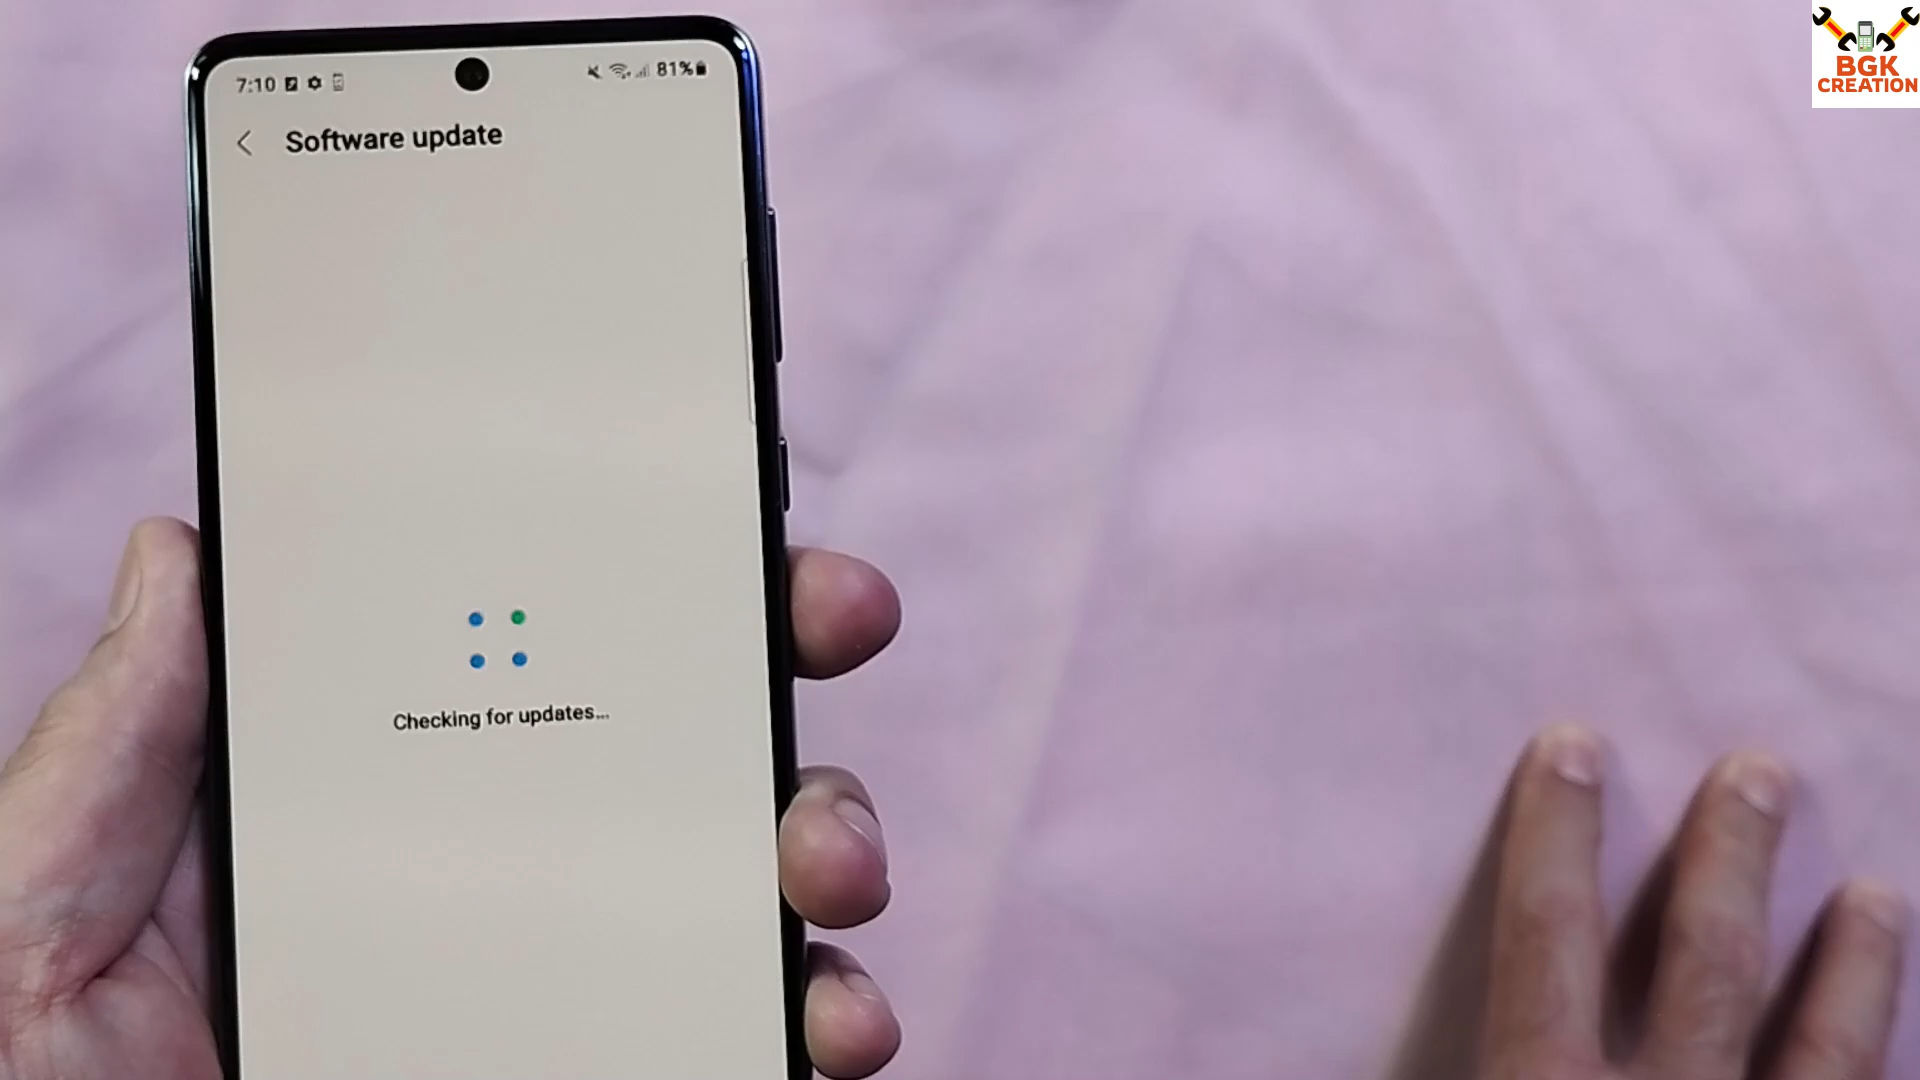 7:10
81%
Software update
Checking for updates...
BGK
CREATION